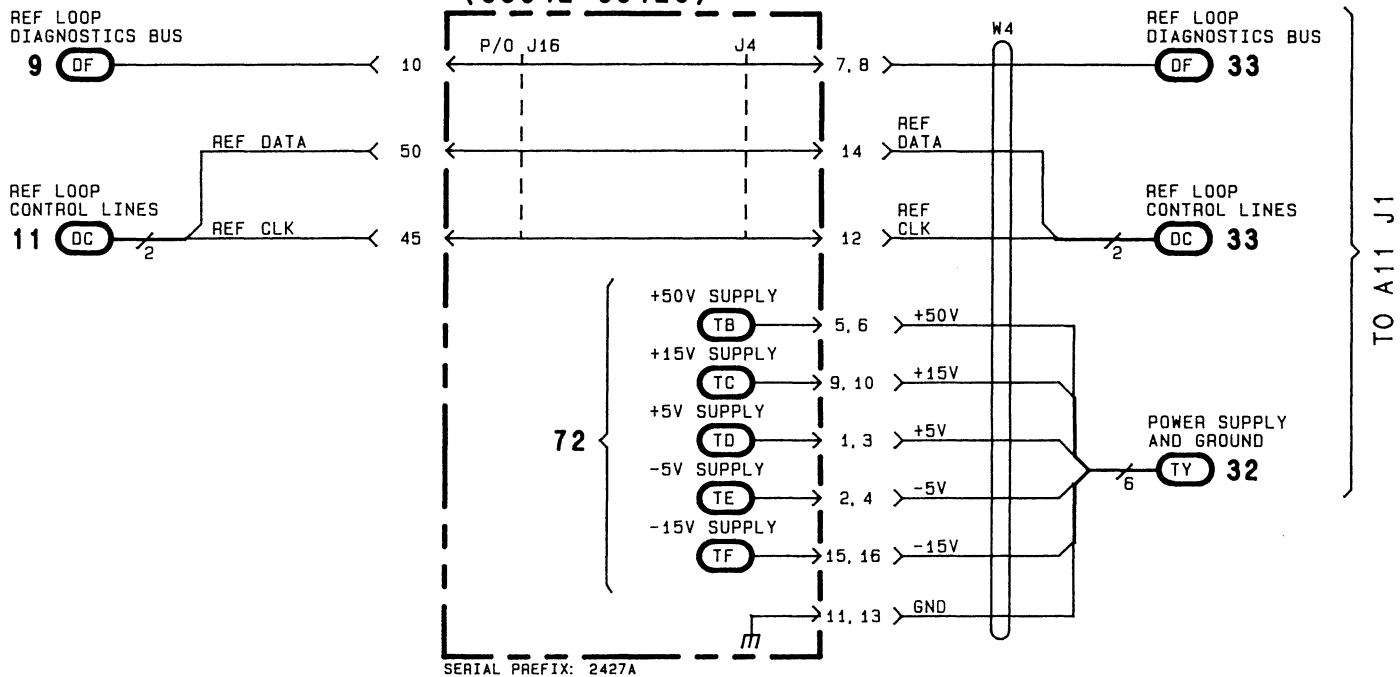 REF LOOP
DIAGNOSTICS BUS
9 DF
10
P/O J16
J4
7, 8
W4
REF LOOP
DIAGNOSTICS BUS
DF 33
REF DATA
50
14
REF
DATA
REF LOOP
CONTROL LINES
11 DC
2
REF CLK
45
12
REF
CLK
REF LOOP
CONTROL LINES
2
DC 33
TO A11 J1
72
+50V SUPPLY
TB
5, 6
+50V
+15V SUPPLY
TC
9, 10
+15V
+5V SUPPLY
TD
1, 3
+5V
-5V SUPPLY
TE
2, 4
-5V
-15V SUPPLY
TF
15, 16
-15V
11, 13
GND
POWER SUPPLY
AND GROUND
6
TY 32
SERIAL PREFIX: 2427A